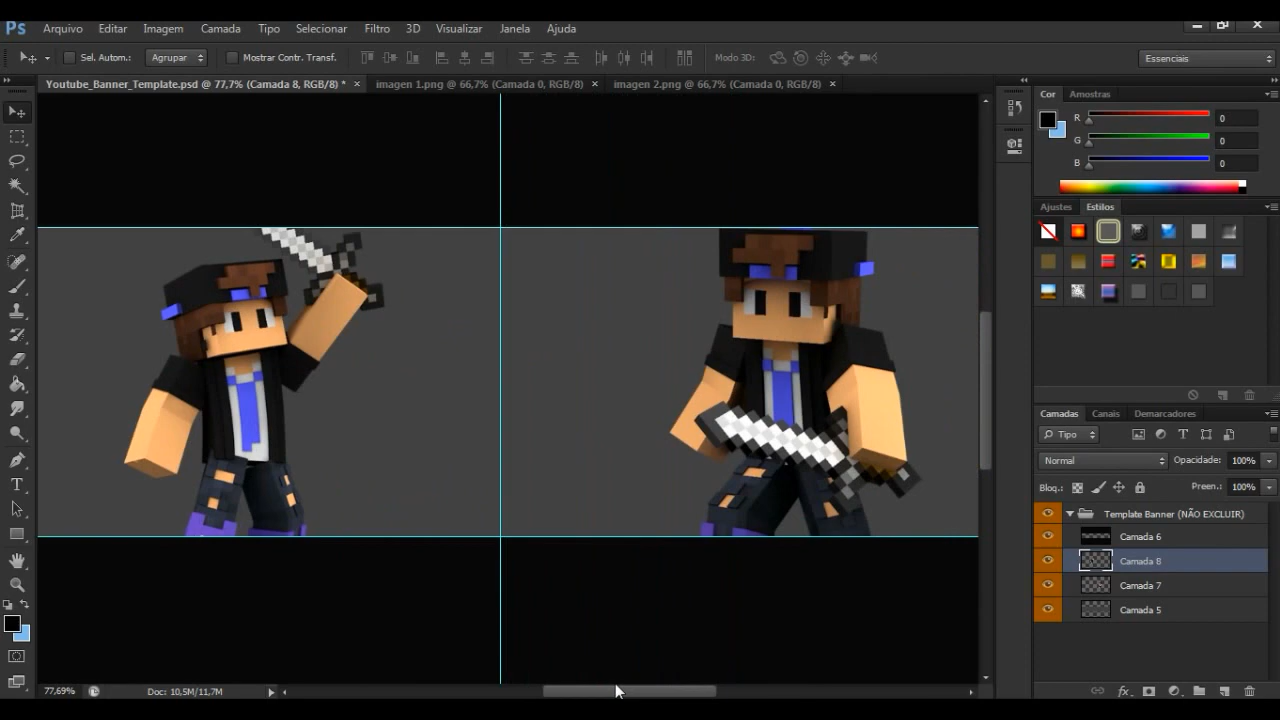 Ps Arquivo Editar Imagem Camada Tipo Selecionar Filtro 3D Visualizar Janela Ajuda
Sel. Autom.: Agrupar Mostrar Contr. Transf. Modo 3D: Essenciais
Youtube_Banner_Template.psd @ 77,7% (Camada 8, RGB/8) * × imagen 1.png @ 66,7% (Camada 0, RGB/8) × imagen 2.png @ 66,7% (Camada 0, RGB/8) ×
Cor Amostras
R 0
G 0
B 0
Ajustes Estilos
Camadas Canais Demarcadores
Tipo
Normal Opacidade: 100%
Bloq.: Preen.: 100%
Template Banner (NÃO EXCLUIR)
Camada 6
Camada 8
Camada 7
Camada 5
77,69% Doc: 10,5M/11,7M